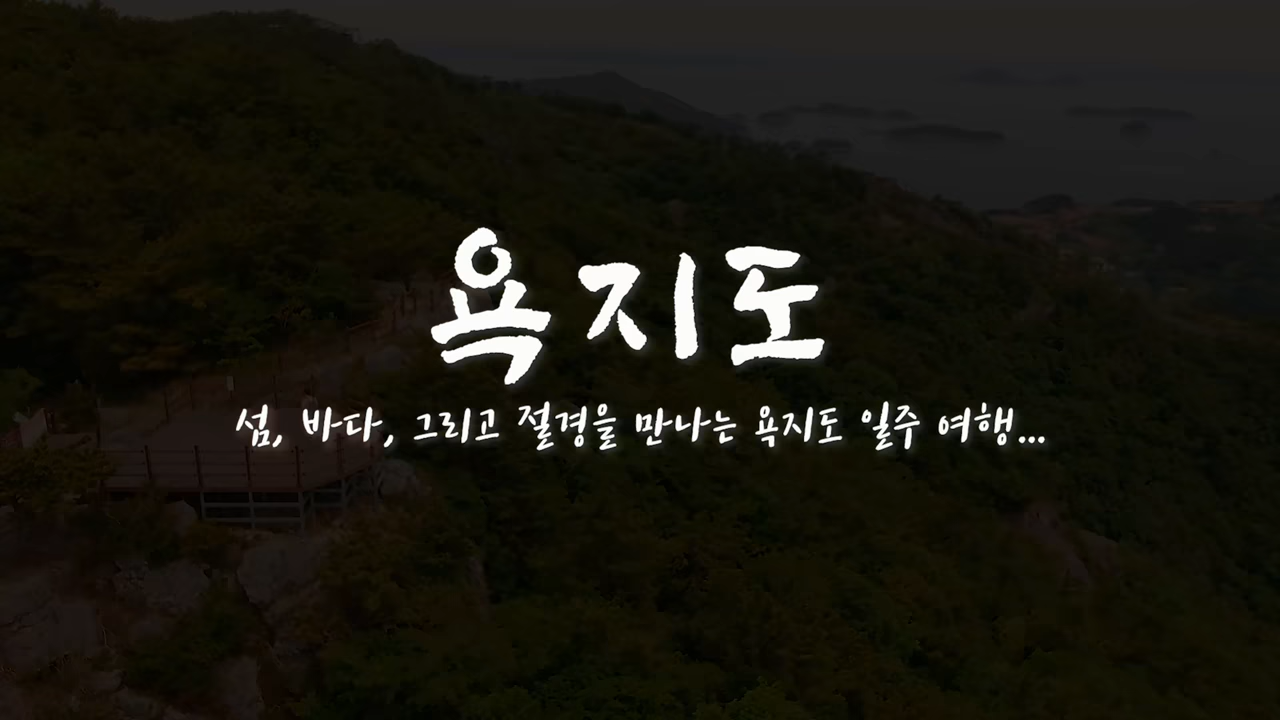 욕지도
섬, 바다, 그리고 절경을 만나는 욕지도 일주 여행...